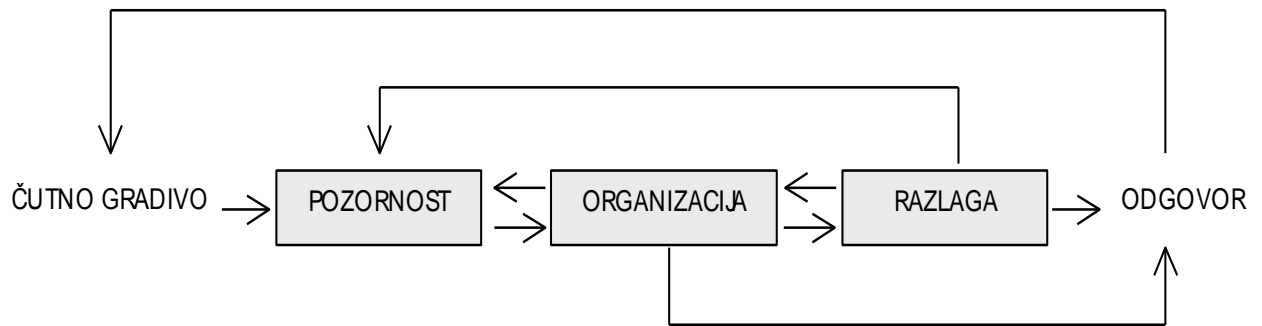 ČUTNO GRADIVO
POZORNOST
ORGANIZACIJA
RAZLAGA
ODGOVOR